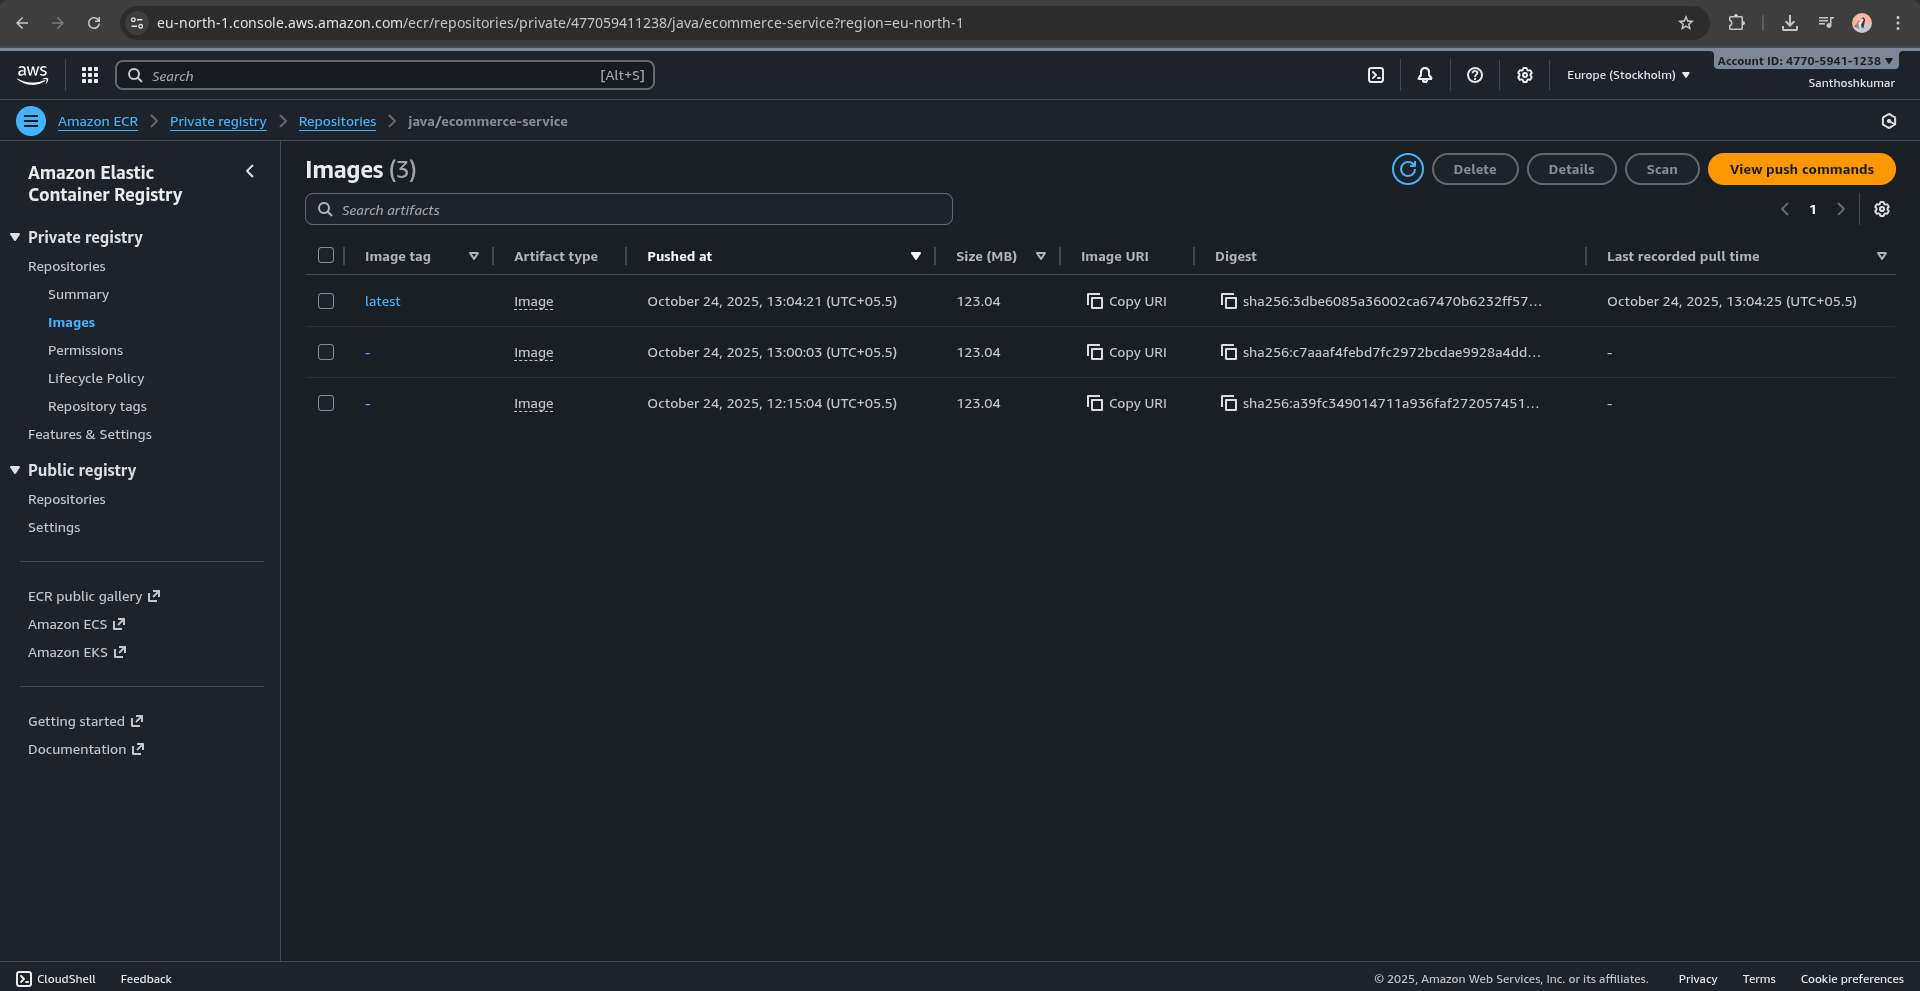 eu-north-1.console.aws.amazon.com/ecr/repositories/private/477059411238/java/ecommerce-service?region=eu-north-1
aws
Search [Alt+S]
Europe (Stockholm)
Account ID: 4770-5941-1238
Santhoshkumar
Amazon ECR
Private registry
Repositories
java/ecommerce-service
Amazon Elastic
Container Registry
Private registry
Repositories
Summary
Images
Permissions
Lifecycle Policy
Repository tags
Features & Settings
Public registry
Repositories
Settings
ECR public gallery
Amazon ECS
Amazon EKS
Getting started
Documentation
Images (3)
Delete
Details
Scan
View push commands
Search artifacts
1
Image tag Artifact type Pushed at Size (MB) Image URI Digest Last recorded pull time
latest Image October 24, 2025, 13:04:21 (UTC+05.5) 123.04 Copy URI sha256:3dbe6085a36002ca67470b6232ff57... October 24, 2025, 13:04:25 (UTC+05.5)
- Image October 24, 2025, 13:00:03 (UTC+05.5) 123.04 Copy URI sha256:c7aaaf4febd7fc2972bcdae9928a4dd... -
- Image October 24, 2025, 12:15:04 (UTC+05.5) 123.04 Copy URI sha256:a39fc349014711a936faf272057451... -
CloudShell Feedback © 2025, Amazon Web Services, Inc. or its affiliates. Privacy Terms Cookie preferences